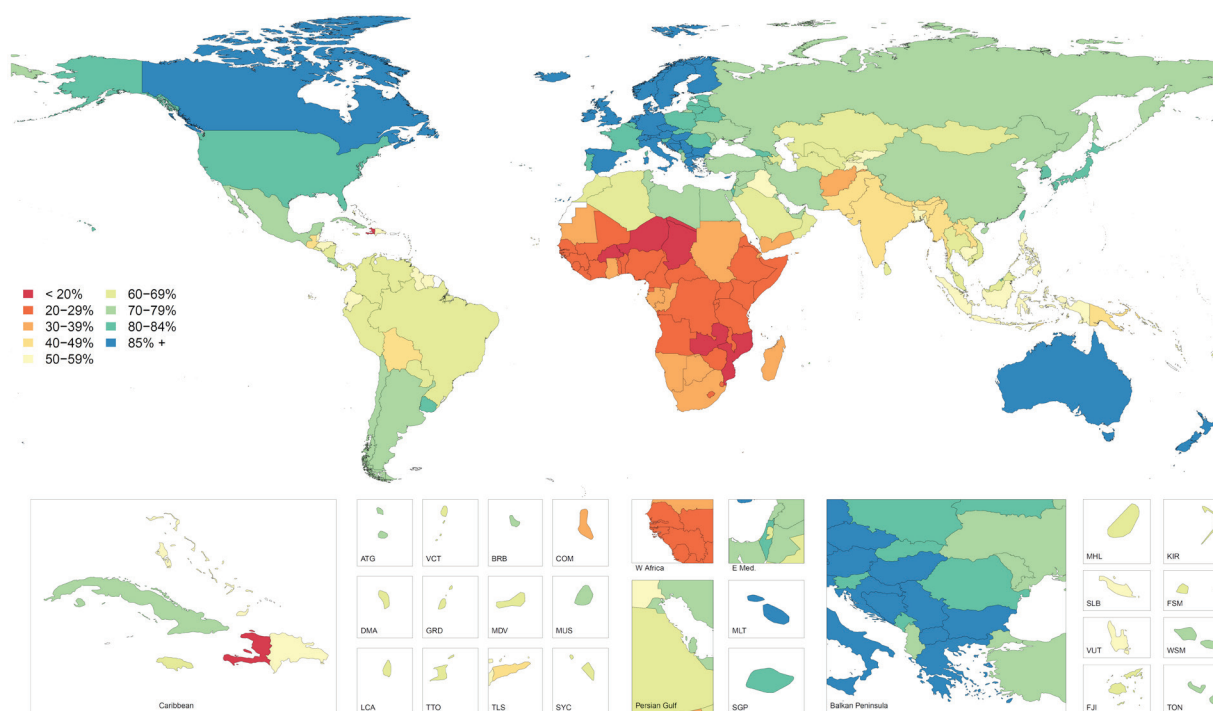 < 20%
20−29%
30−39%
40−49%
50−59%
60−69%
70−79%
80−84%
85% +
Caribbean
ATG
VCT
BRB
COM
DMA
GRD
MDV
MUS
LCA
TTO
TLS
SYC
W Africa
E Med.
Persian Gulf
MLT
SGP
Balkan Peninsula
MHL
KIR
SLB
FSM
VUT
WSM
FJI
TON